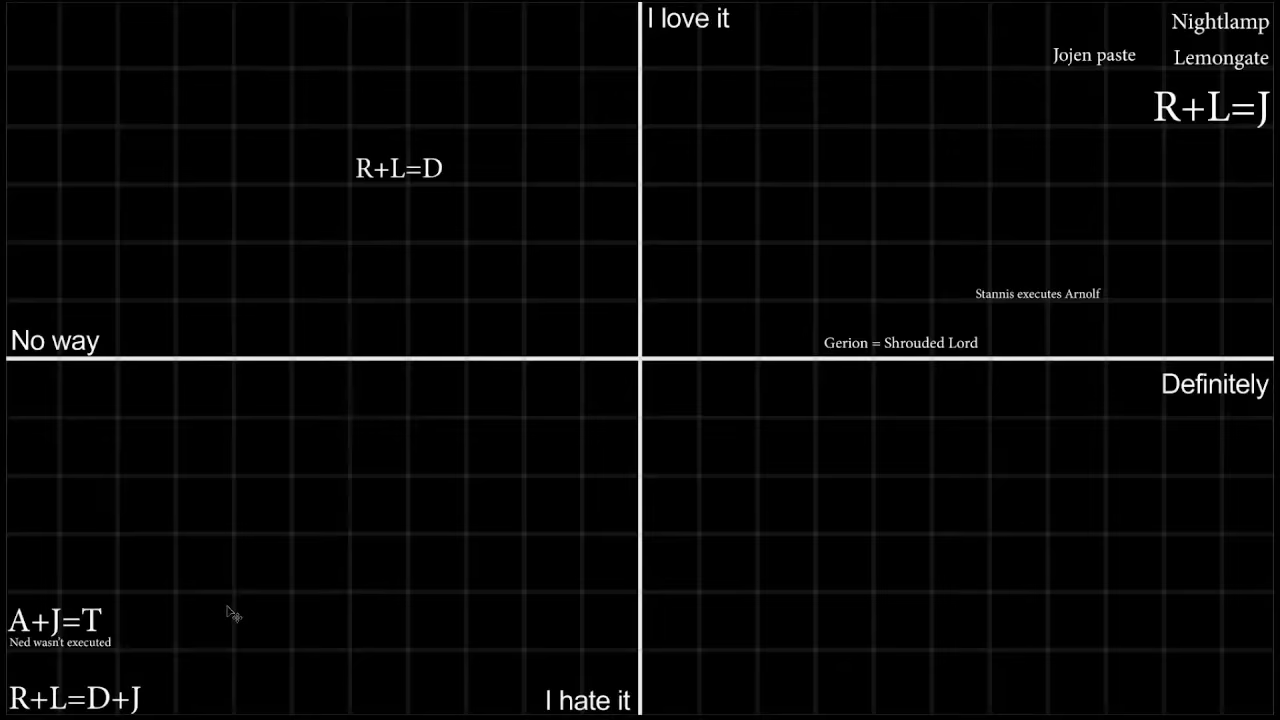 I love it
Nightlamp
Jojen paste
Lemongate
R+L=J
R+L=D
Stannis executes Arnolf
No way
Gerion = Shrouded Lord
Definitely
A+J=T
Ned wasn't executed
R+L=D+J
I hate it